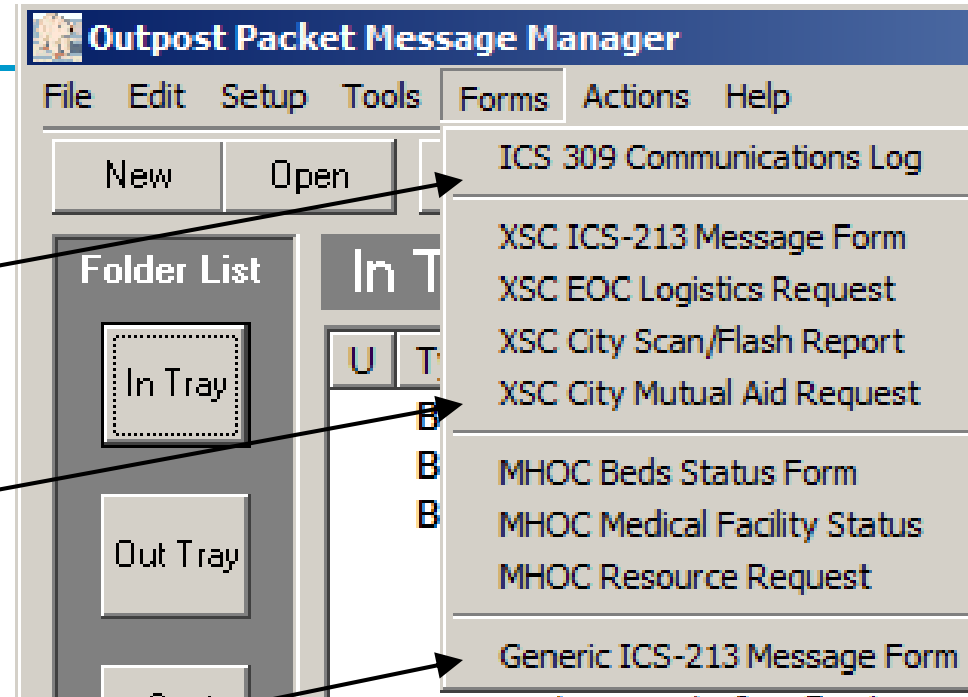 Outpost Packet Message Manager
File Edit Setup Tools Forms Actions Help
New Open
Folder List
In Tray
Out Tray
In T
U
B
B
B
ICS 309 Communications Log
XSC ICS-213 Message Form
XSC EOC Logistics Request
XSC City Scan/Flash Report
XSC City Mutual Aid Request
MHOC Beds Status Form
MHOC Medical Facility Status
MHOC Resource Request
Generic ICS-213 Message Form